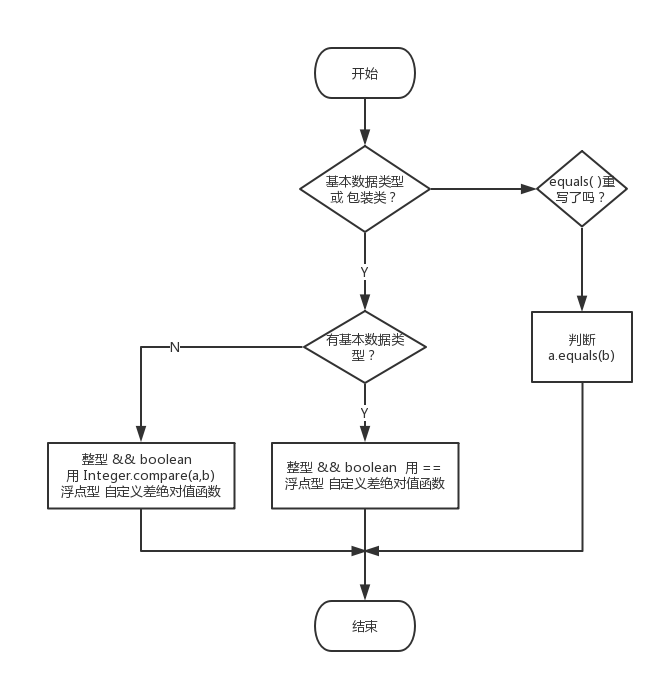 开始
基本数据类型
或 包装类？
equals( )重
写了吗？
Y
有基本数据类
型？
N
判断
a.equals(b)
Y
整型 && boolean
用 Integer.compare(a,b)
浮点型 自定义差绝对值函数
整型 && boolean  用 ==
浮点型 自定义差绝对值函数
结束